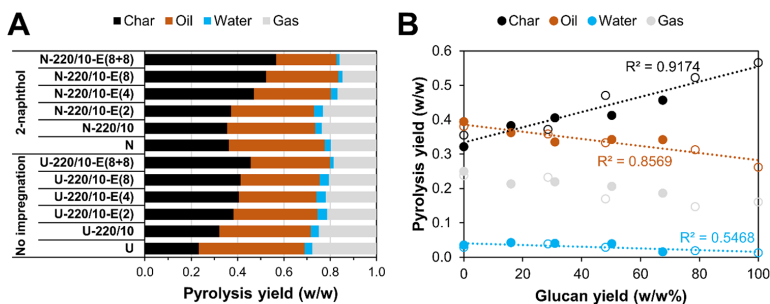 A
Char Oil Water Gas
2-naphthol
N-220/10-E(8+8)
N-220/10-E(8)
N-220/10-E(4)
N-220/10-E(2)
N-220/10
N
No impregnation
U-220/10-E(8+8)
U-220/10-E(8)
U-220/10-E(4)
U-220/10-E(2)
U-220/10
U
0.0 0.2 0.4 0.6 0.8 1.0
Pyrolysis yield (w/w)
B
Char Oil Water Gas
Pyrolysis yield (w/w)
0.6
0.5
0.4
0.3
0.2
0.1
0.0
R² = 0.9174
R² = 0.8569
R² = 0.5468
0 20 40 60 80 100
Glucan yield (w/w%)